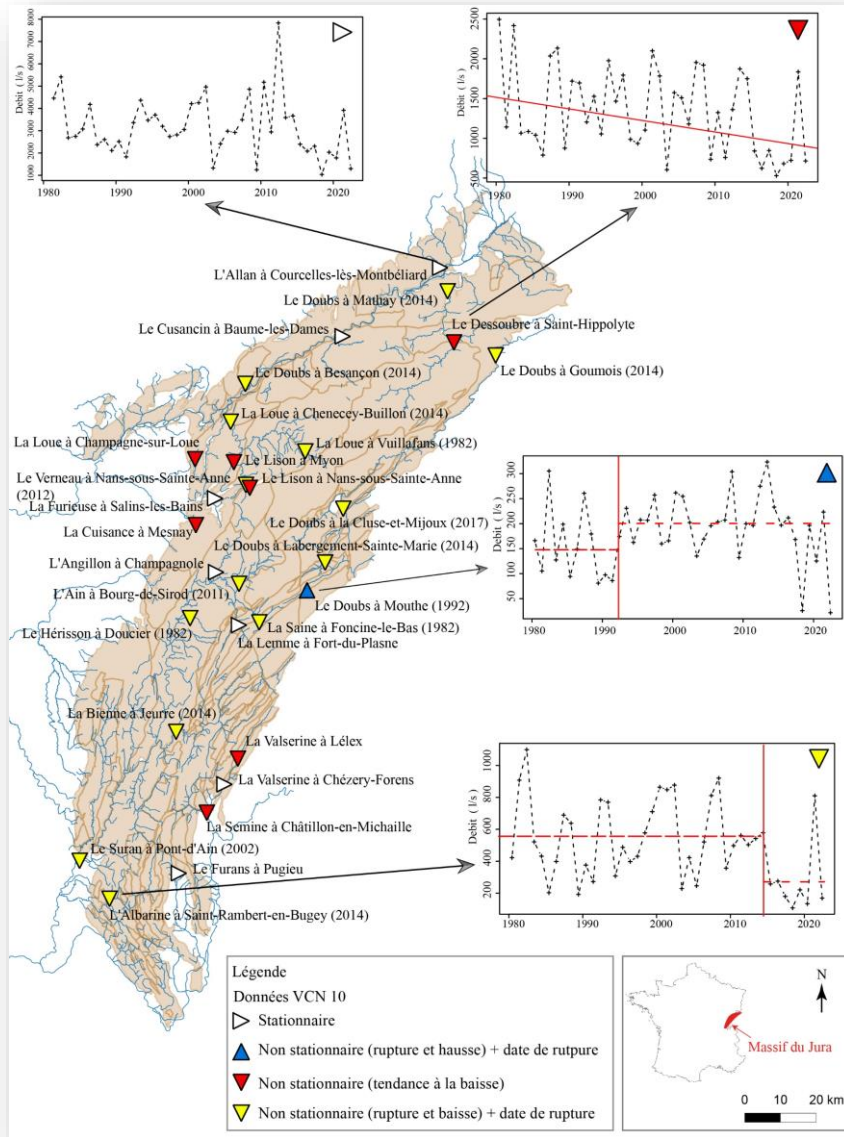 Debit ( l/s )
8000
7000
6000
5000
4000
3000
2000
1000
1980
1990
2000
2010
2020
Debit ( l/s )
2500
2000
1500
1000
500
1980
1990
2000
2010
2020
L'Allan à Courcelles-lès-Montbéliard
Le Doubs à Mathay (2014)
Le Cusancin à Baume-les-Dames
Le Dessoubre à Saint-Hippolyte
Le Doubs à Goumois (2014)
Le Doubs à Besançon (2014)
La Loue à Chenecey-Buillon (2014)
La Loue à Champagne-sur-Loue
La Loue à Vuillafans (1982)
Le Lison à Myon
Le Verneau à Nans-sous-Sainte-Anne
(2012)
Le Lison à Nans-sous-Sainte-Anne
La Furieuse à Salins-les-Bains
Le Doubs à la Cluse-et-Mijoux (2017)
La Cuisance à Mesnay
Le Doubs à Labergement-Sainte-Marie (2014)
L'Angillon à Champagnole
L'Ain à Bourg-de-Sirod (2011)
Le Doubs à Mouthe (1992)
Le Hérisson à Doucier (1982)
La Saine à Foncine-le-Bas (1982)
La Lemme à Fort-du-Plasne
Debit ( l/s )
300
250
200
150
100
50
1980
1990
2000
2010
2020
La Bienne à Jeurre (2014)
La Valserine à Lélex
La Valserine à Chézery-Forens
La Semine à Châtillon-en-Michaille
Le Suran à Pont-d'Ain (2002)
Le Furans à Pugieu
L'Albarine à Saint-Rambert-en-Bugey (2014)
Debit ( l/s )
1000
800
600
400
200
1980
1990
2000
2010
2020
Légende
Données VCN 10
Stationnaire
Non stationnaire (rupture et hausse) + date de rutpure
Non stationnaire (tendance à la baisse)
Non stationnaire (rupture et baisse) + date de rupture
N
Massif du Jura
0 10 20 km